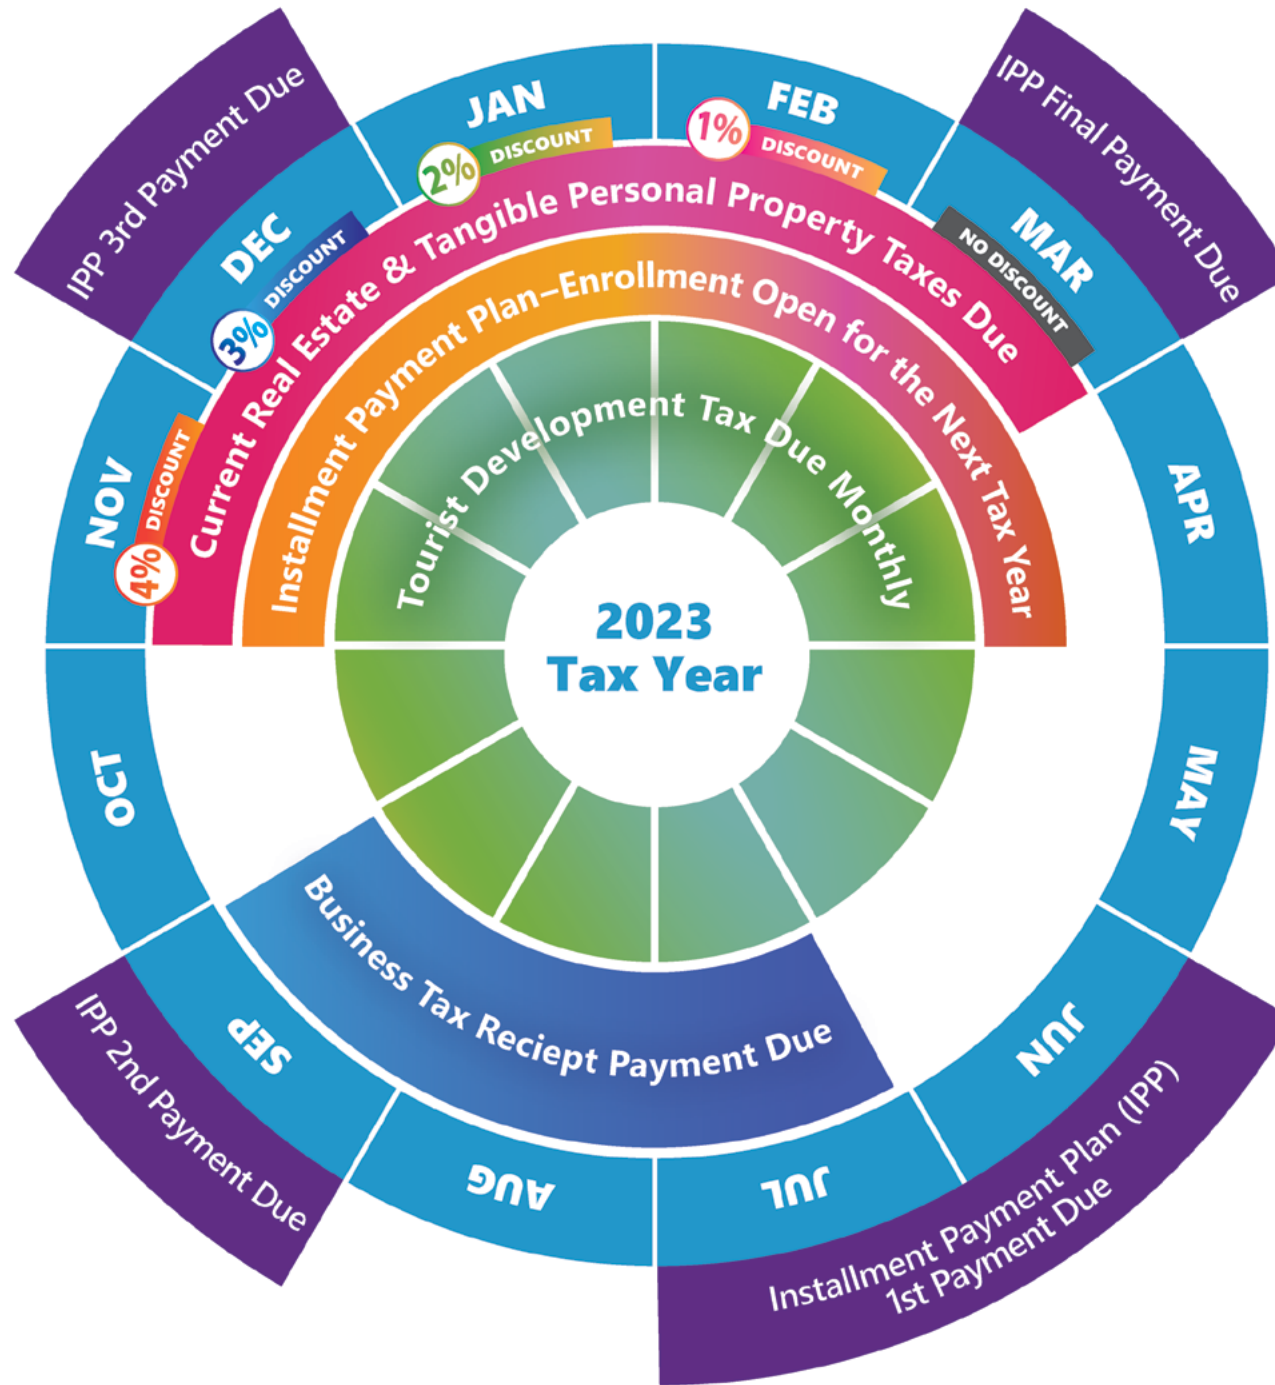 IPP 3rd Payment Due
IPP Final Payment Due
JAN
FEB
MAR
APR
MAY
JUN
JUL
AUG
SEP
OCT
NOV
DEC
4% DISCOUNT
3% DISCOUNT
2% DISCOUNT
1% DISCOUNT
NO DISCOUNT
Current Real Estate & Tangible Personal Property Taxes Due
Installment Payment Plan–Enrollment Open for the Next Tax Year
Tourist Development Tax Due Monthly
2023
Tax Year
Business Tax Reciept Payment Due
IPP 2nd Payment Due
Installment Payment Plan (IPP)
1st Payment Due